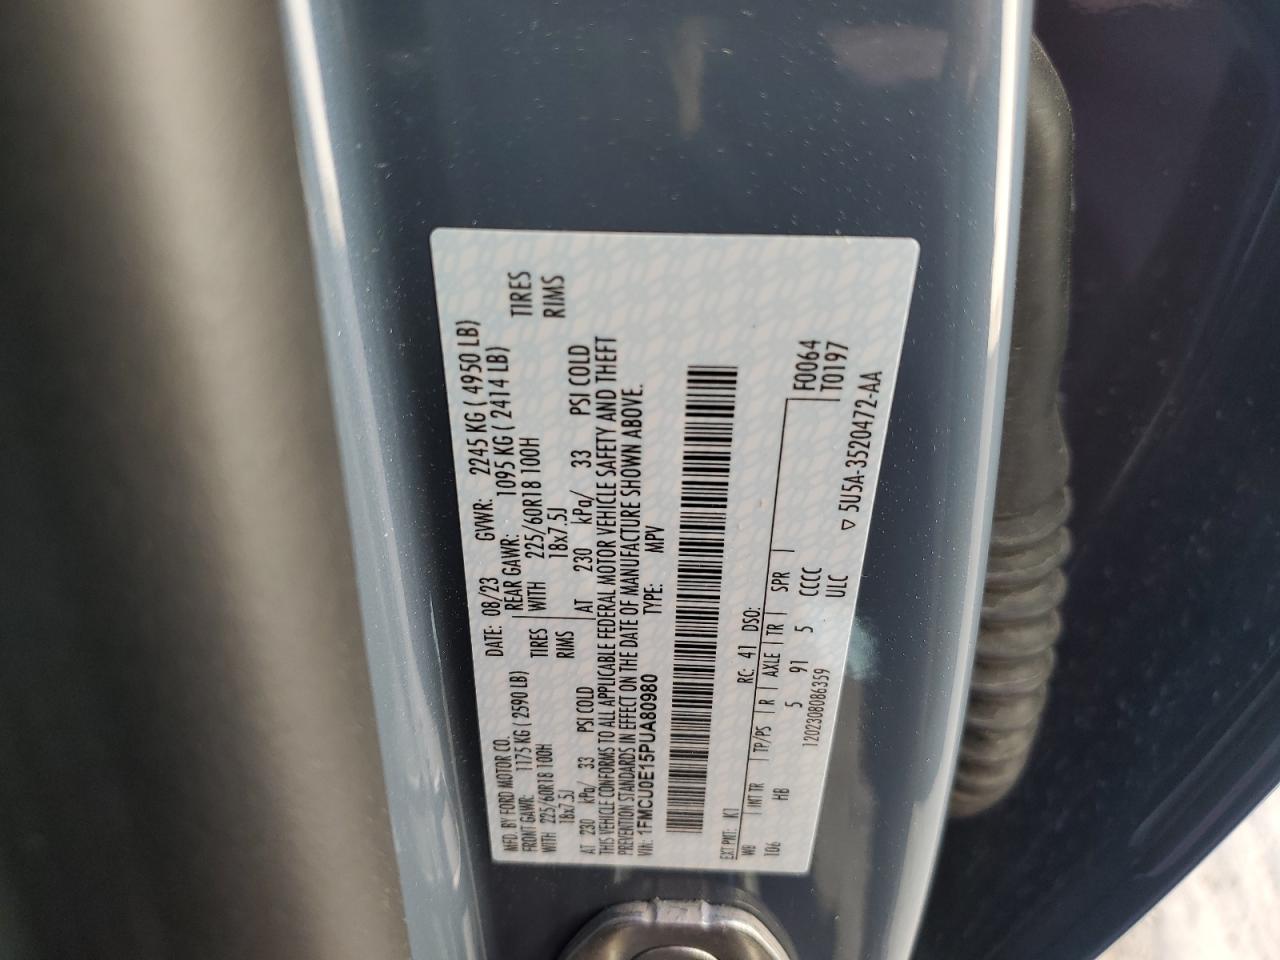 MFD. BY FORD MOTOR CO. DATE: 08/23 GVWR: 2245 KG ( 4950 LB)
FRONT GAWR: 1175 KG ( 2590 LB) REAR GAWR: 1095 KG ( 2414 LB)
WITH 225/60R18 100H TIRES WITH 225/60R18 100H TIRES
18x7.5J RIMS 18x7.5J RIMS
AT 230 kPa/ 33 PSI COLD AT 230 kPa/ 33 PSI COLD
THIS VEHICLE CONFORMS TO ALL APPLICABLE FEDERAL MOTOR VEHICLE SAFETY AND THEFT
PREVENTION STANDARDS IN EFFECT ON THE DATE OF MANUFACTURE SHOWN ABOVE.
VIN: 1FMCU0E15PUA80980 TYPE: MPV
EXT PNT: K1 RC: 41 DSO: F0064
WB INT TR TP/PS R AXLE TR SPR T0197
106 HB 5 91 5 CCCC
1202308086359 ULC ▽ 5U5A-3520472-AA